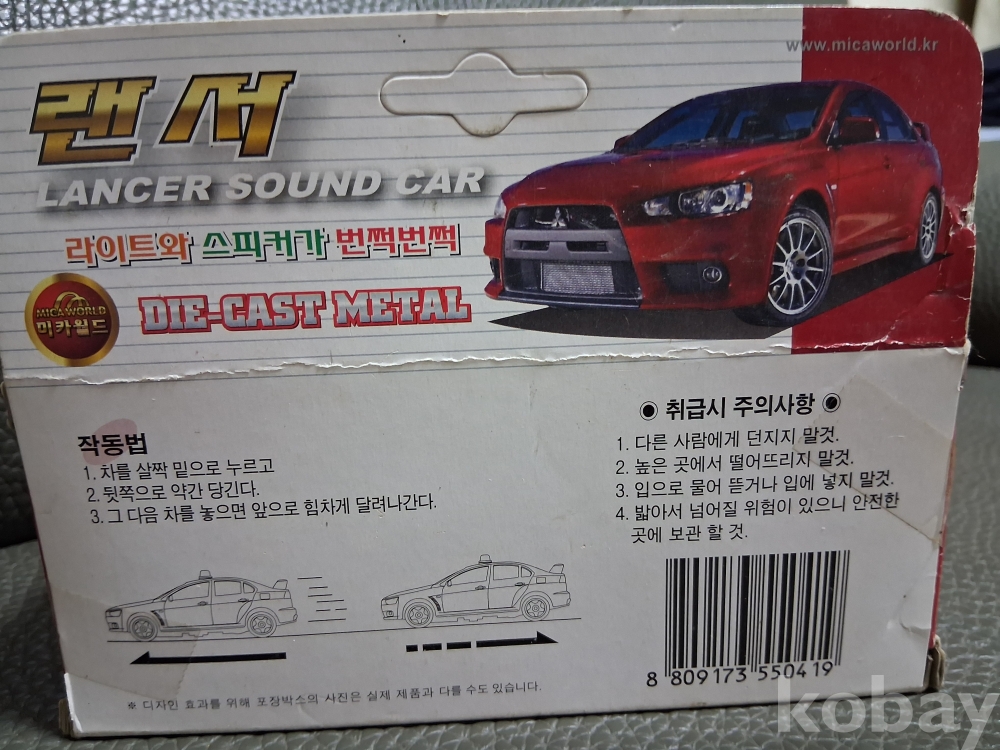 www.micaworld.kr
랜서
LANCER SOUND CAR
라이트와 스피커가 번쩍번쩍
MICA WORLD
미카월드
DIE-CAST METAL
작동법
1. 차를 살짝 밑으로 누르고
2. 뒷쪽으로 약간 당긴다.
3. 그 다음 차를 놓으면 앞으로 힘차게 달려나간다.
◉ 취급시 주의사항 ◉
1. 다른 사람에게 던지지 말것.
2. 높은 곳에서 떨어뜨리지 말것.
3. 입으로 물어 뜯거나 입에 넣지 말것.
4. 밟아서 넘어질 위험이 있으니 안전한
곳에 보관 할 것.
8 809173 550419
※ 디자인 효과를 위해 포장박스의 사진은 실제 제품과 다를 수도 있습니다.
kobay